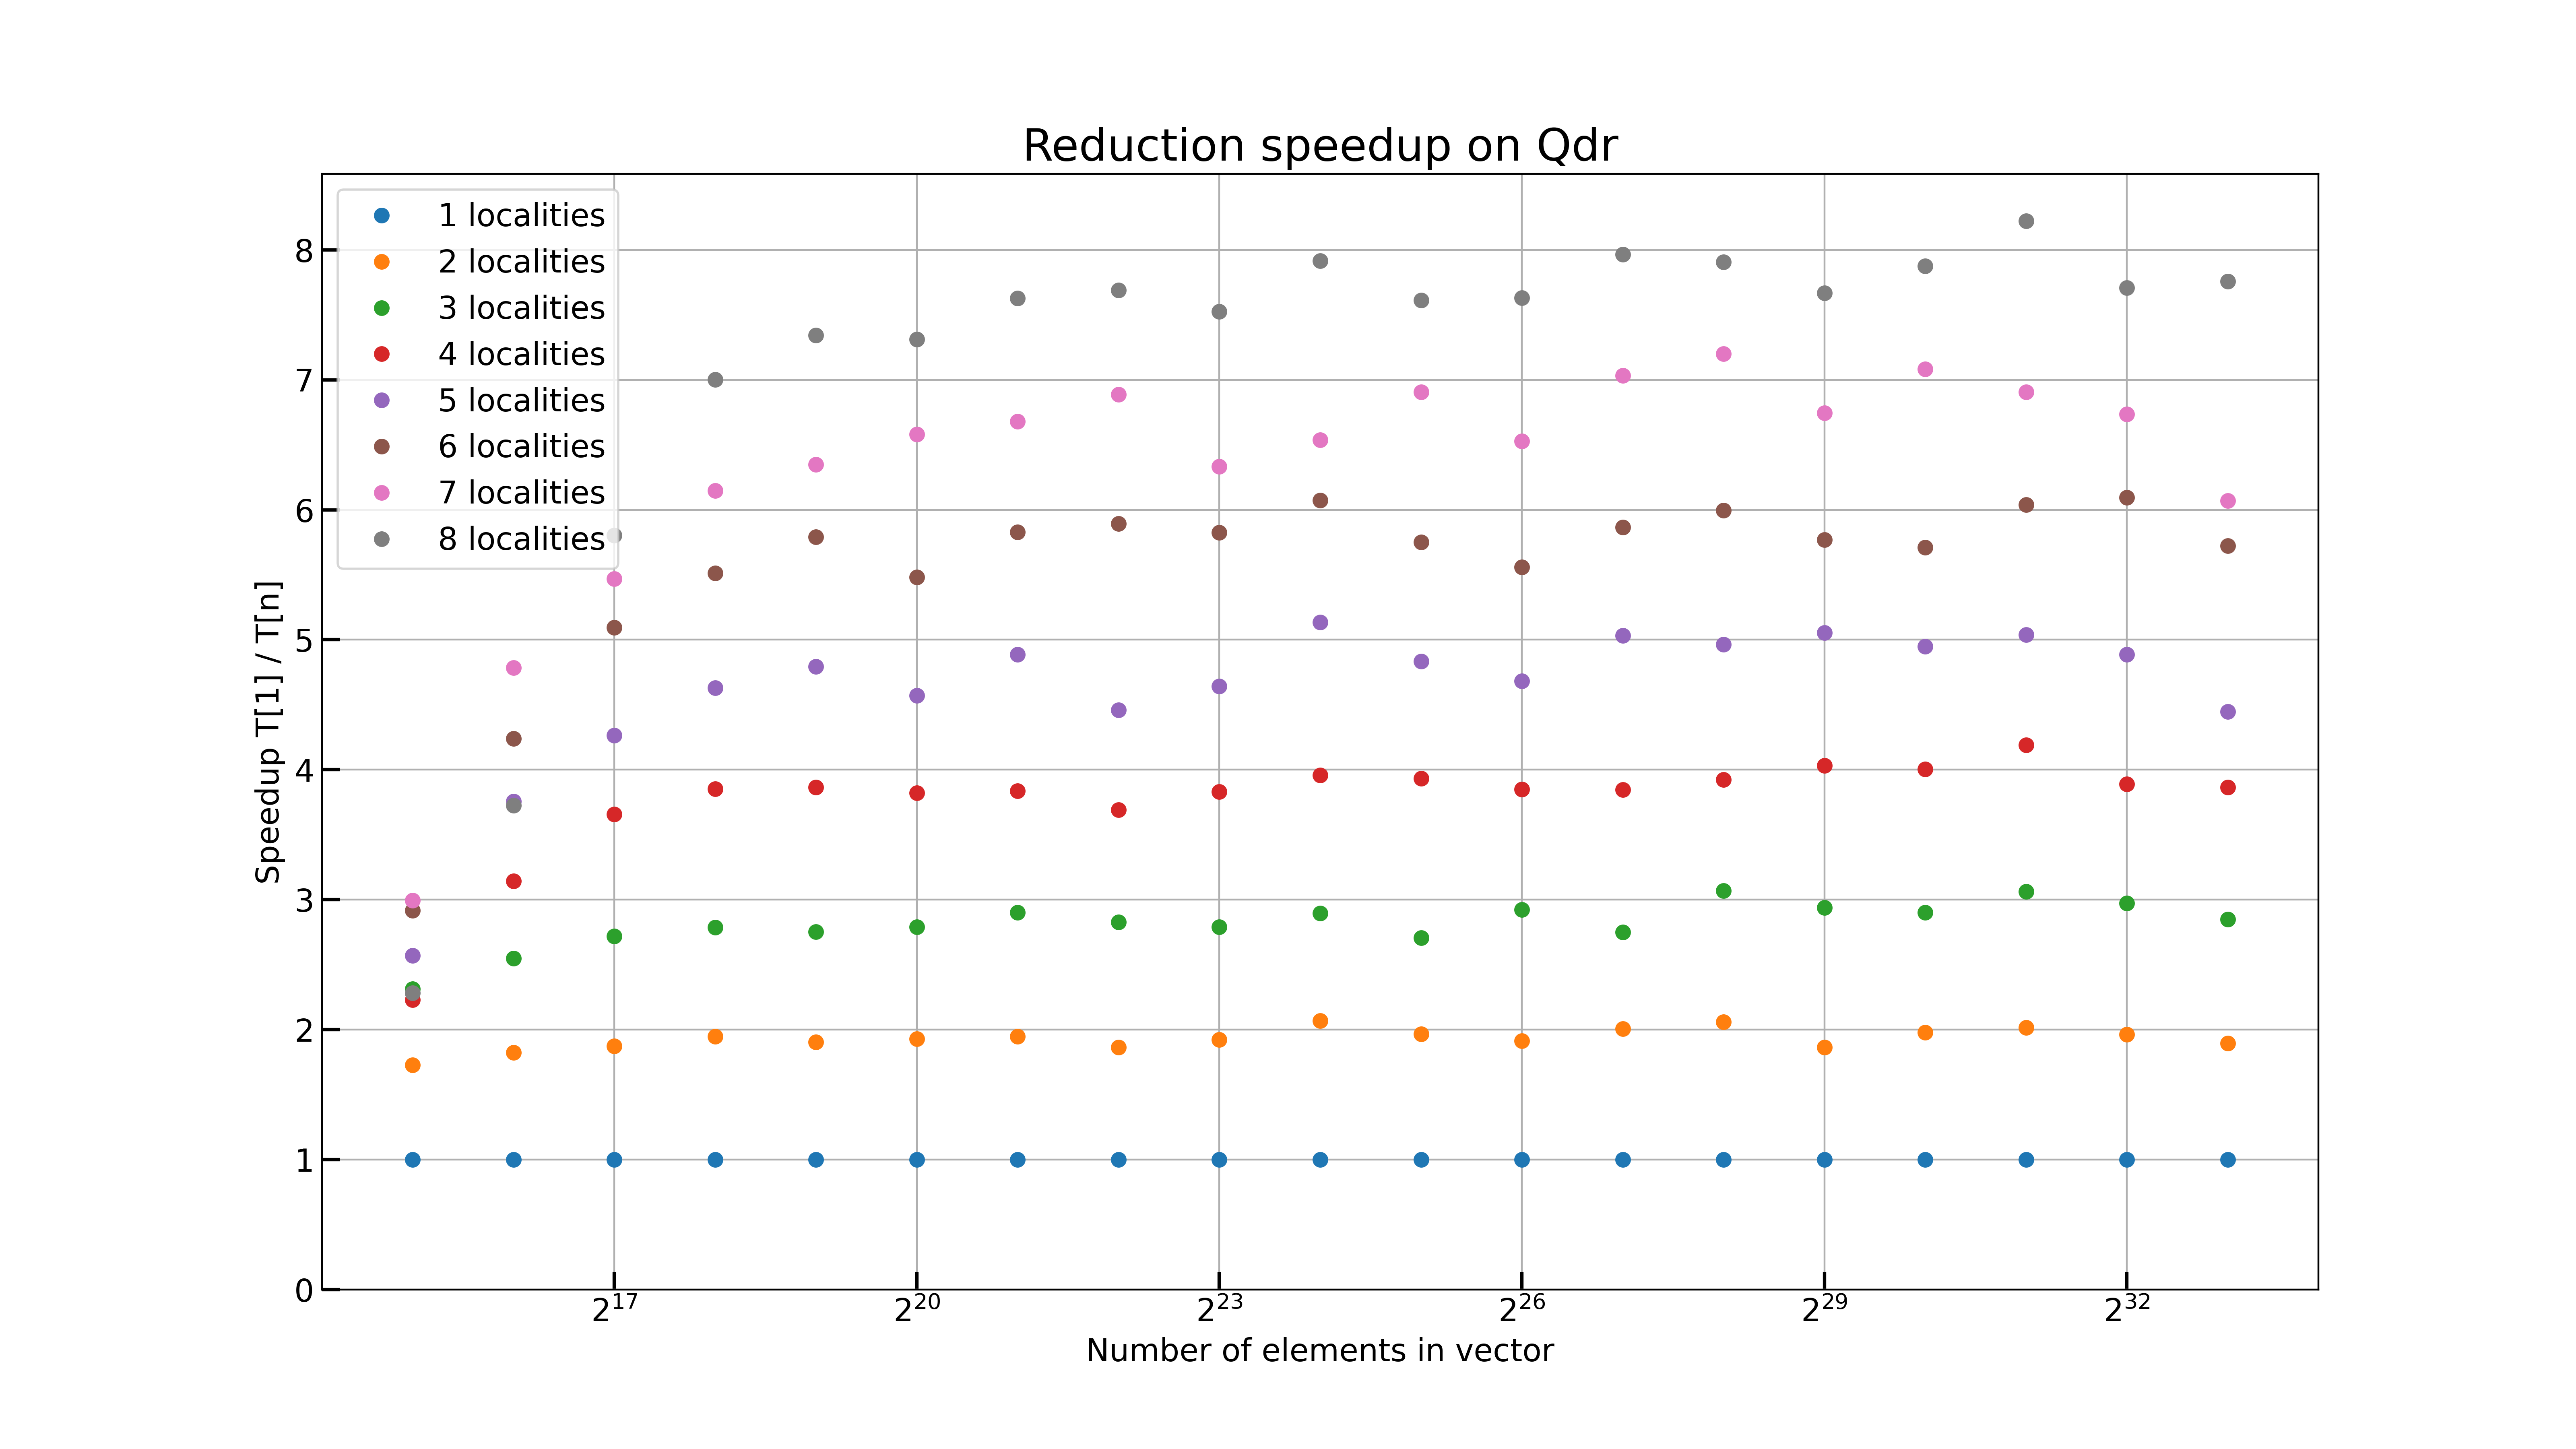 Reduction speedup on Qdr
1 localities
2 localities
3 localities
4 localities
5 localities
6 localities
7 localities
8 localities
Speedup T[1] / T[n]
8
7
6
5
4
3
2
1
0
2^17 2^20 2^23 2^26 2^29 2^32
Number of elements in vector